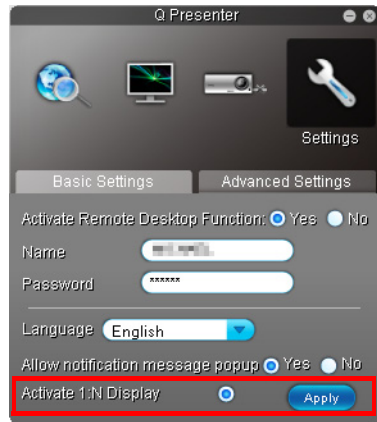 Q Presenter
Settings
Basic Settings Advanced Settings
Activate Remote Desktop Function: Yes No
Name
Password ******
Language English
Allow notification message popup Yes No
Activate 1:N Display Apply